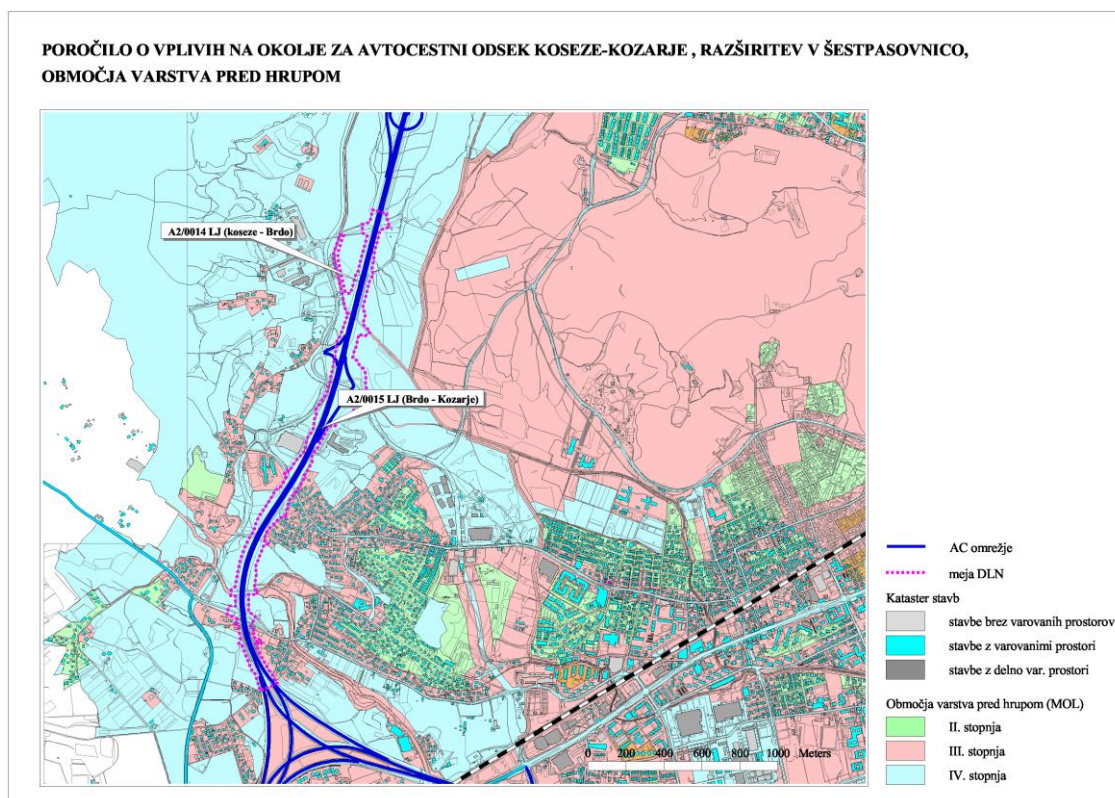 POROČILO O VPLIVIH NA OKOLJE ZA AVTOCESTNI ODSEK KOSEZE-KOZARJE , RAZŠIRITEV V ŠESTPASOVNICO,
OBMOČJA VARSTVA PRED HRUPOM
A2/0014 LJ (koseze - Brdo)
A2/0015 LJ (Brdo - Kozarje)
AC omrežje
meja DLN
Kataster stavb
stavbe brez varovanih prostorov
stavbe z varovanimi prostori
stavbe z delno var. prostori
Območja varstva pred hrupom (MOL)
II. stopnja
III. stopnja
IV. stopnja
0 200 400 600 800 1000 Meters